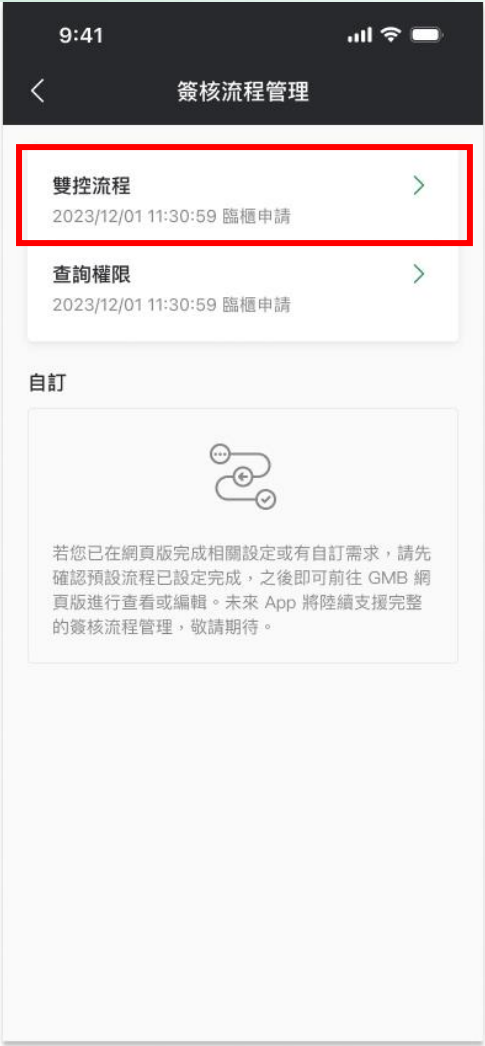 9:41
簽核流程管理
雙控流程
2023/12/01 11:30:59 臨櫃申請
查詢權限
2023/12/01 11:30:59 臨櫃申請
自訂
若您已在網頁版完成相關設定或有自訂需求，請先
確認預設流程已設定完成，之後即可前往 GMB 網
頁版進行查看或編輯。未來 App 將陸續支援完整
的簽核流程管理，敬請期待。